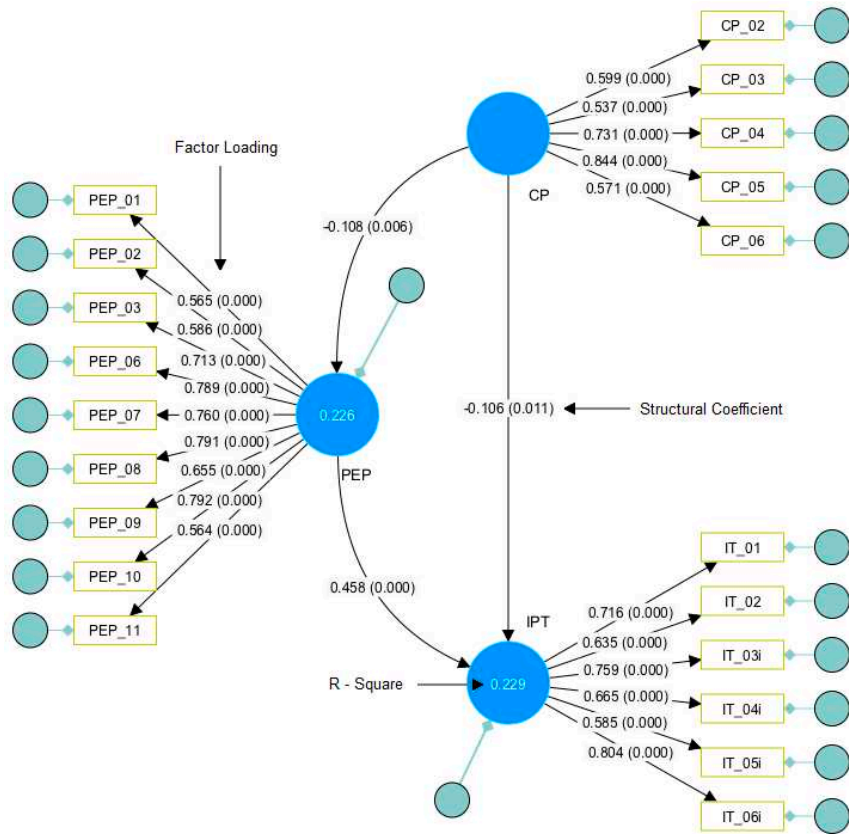 CP_02
CP_03
CP_04
CP_05
CP_06
0.599 (0.000)
0.537 (0.000)
0.731 (0.000)
0.844 (0.000)
0.571 (0.000)
CP
Factor Loading
-0.108 (0.006)
PEP_01
PEP_02
PEP_03
PEP_06
PEP_07
PEP_08
PEP_09
PEP_10
PEP_11
0.565 (0.000)
0.586 (0.000)
0.713 (0.000)
0.789 (0.000)
0.760 (0.000)
0.791 (0.000)
0.655 (0.000)
0.792 (0.000)
0.564 (0.000)
0.226
PEP
-0.106 (0.011)
Structural Coefficient
0.458 (0.000)
IPT
R - Square
0.229
0.716 (0.000)
0.635 (0.000)
0.759 (0.000)
0.665 (0.000)
0.585 (0.000)
0.804 (0.000)
IT_01
IT_02
IT_03i
IT_04i
IT_05i
IT_06i